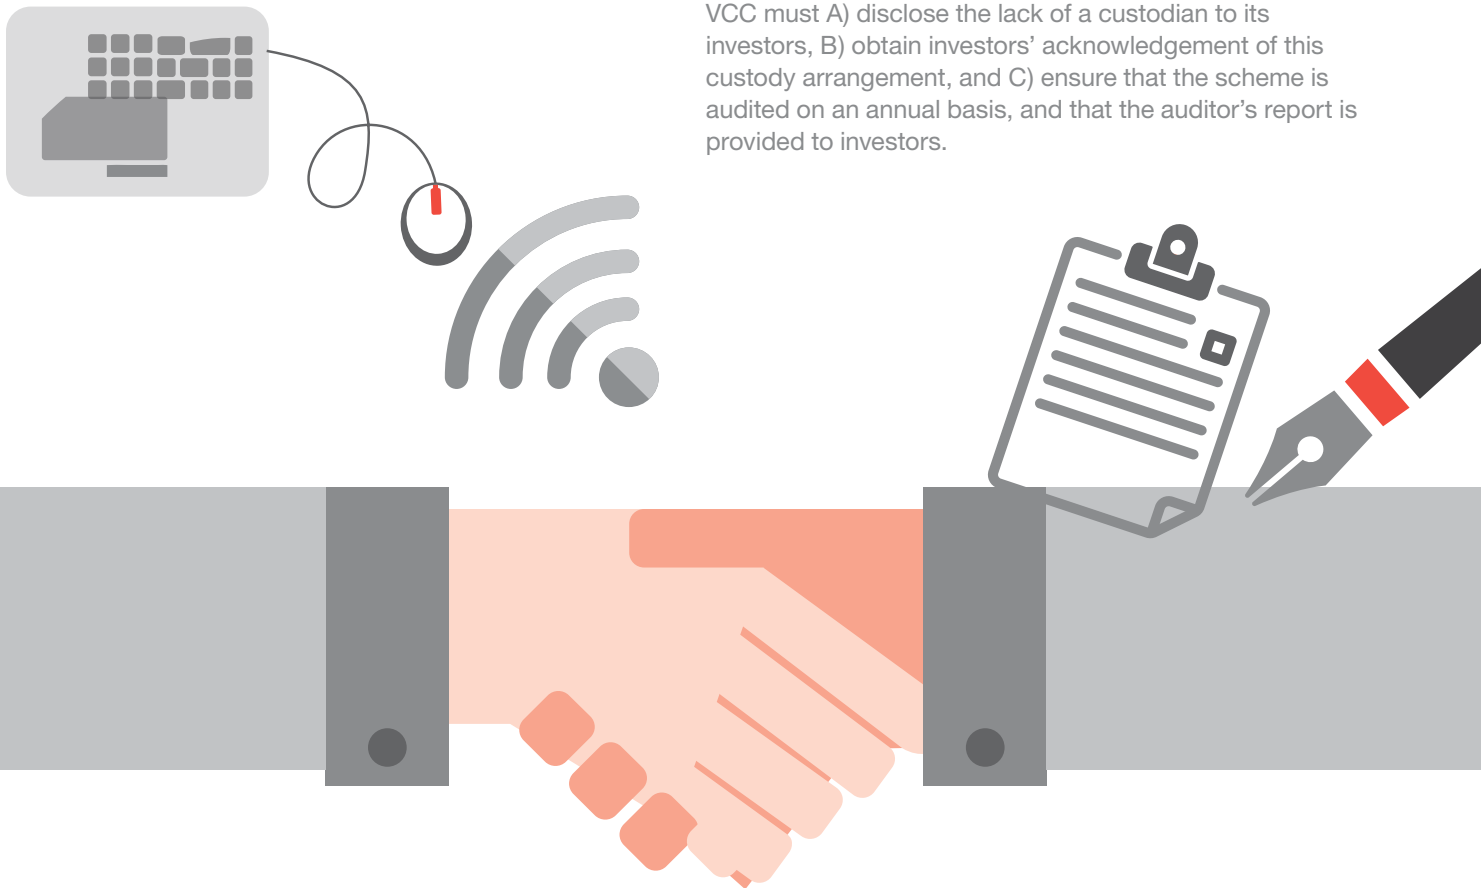 VCC must A) disclose the lack of a custodian to its
investors, B) obtain investors’ acknowledgement of this
custody arrangement, and C) ensure that the scheme is
audited on an annual basis, and that the auditor’s report is
provided to investors.